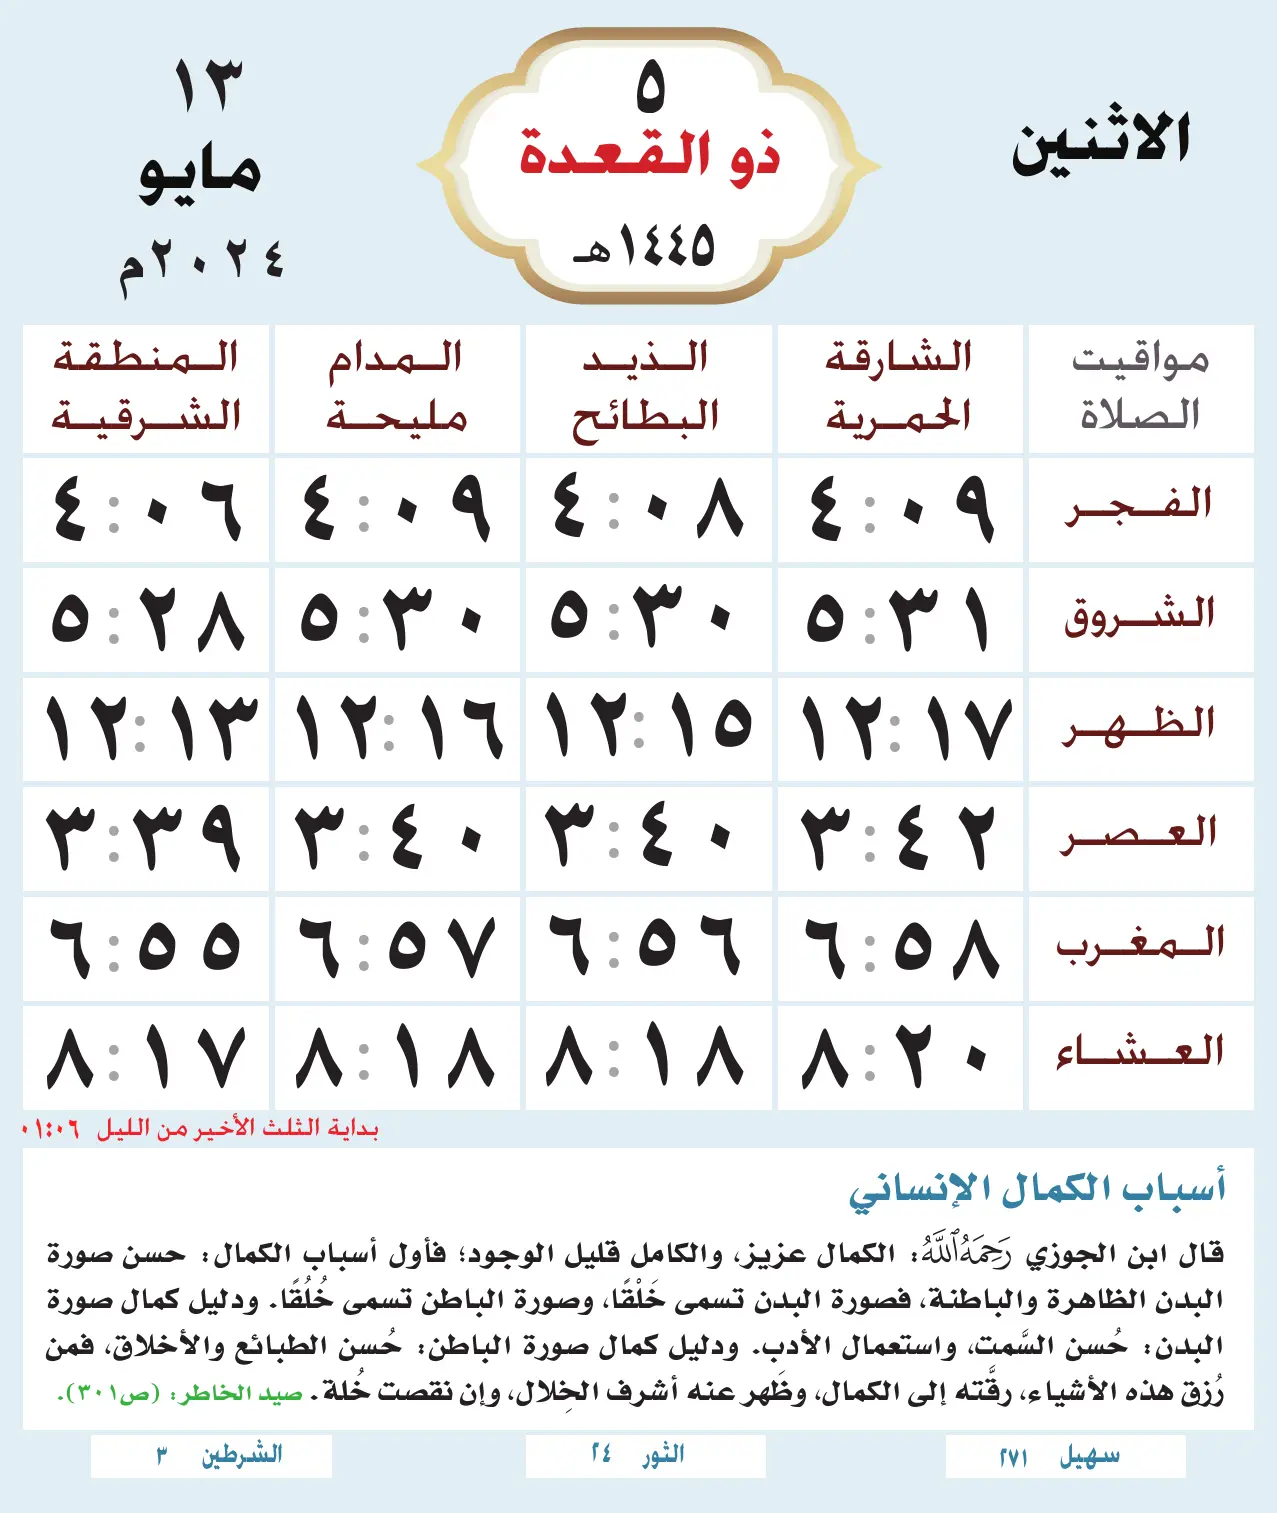 الاثنين
٥
ذو القعدة
١٤٤٥هـ
١٣
مايو
٢٠٢٤م
مواقيت الصلاة	الشارقة الحمرية	الذيد البطائح	المدام مليحة	المنطقة الشرقية
الفجر	٤:٠٩	٤:٠٨	٤:٠٩	٤:٠٦
الشروق	٥:٣١	٥:٣٠	٥:٣٠	٥:٢٨
الظهر	١٢:١٧	١٢:١٥	١٢:١٦	١٢:١٣
العصر	٣:٤٢	٣:٤٠	٣:٤٠	٣:٣٩
المغرب	٦:٥٨	٦:٥٦	٦:٥٧	٦:٥٥
العشاء	٨:٢٠	٨:١٨	٨:١٨	٨:١٧
بداية الثلث الأخير من الليل ٠١:٠٦
أسباب الكمال الإنساني
قال ابن الجوزي رَحِمَهُ ٱللَّهُ: الكمال عزيز، والكامل قليل الوجود؛ فأول أسباب الكمال: حسن صورة
البدن الظاهرة والباطنة، فصورة البدن تسمى خَلْقًا، وصورة الباطن تسمى خُلُقًا. ودليل كمال صورة
البدن: حُسن السَّمت، واستعمال الأدب. ودليل كمال صورة الباطن: حُسن الطبائع والأخلاق، فمن
رُزق هذه الأشياء، رقَّته إلى الكمال، وظَهر عنه أشرف الخِلال، وإن نقصت خُلة. صيد الخاطر: (ص٣٠١).
سهيل ٢٧١
الثور ٢٤
الشرطين ٣